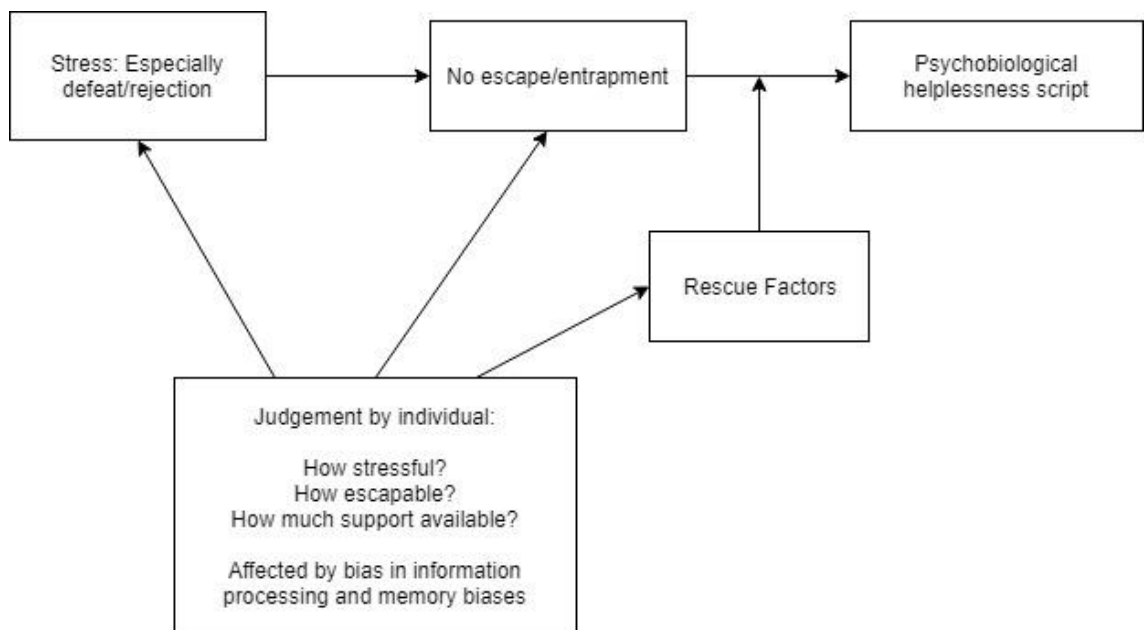 Stress: Especially
defeat/rejection
No escape/entrapment
Psychobiological
helplessness script
Rescue Factors
Judgement by individual:
How stressful?
How escapable?
How much support available?
Affected by bias in information
processing and memory biases